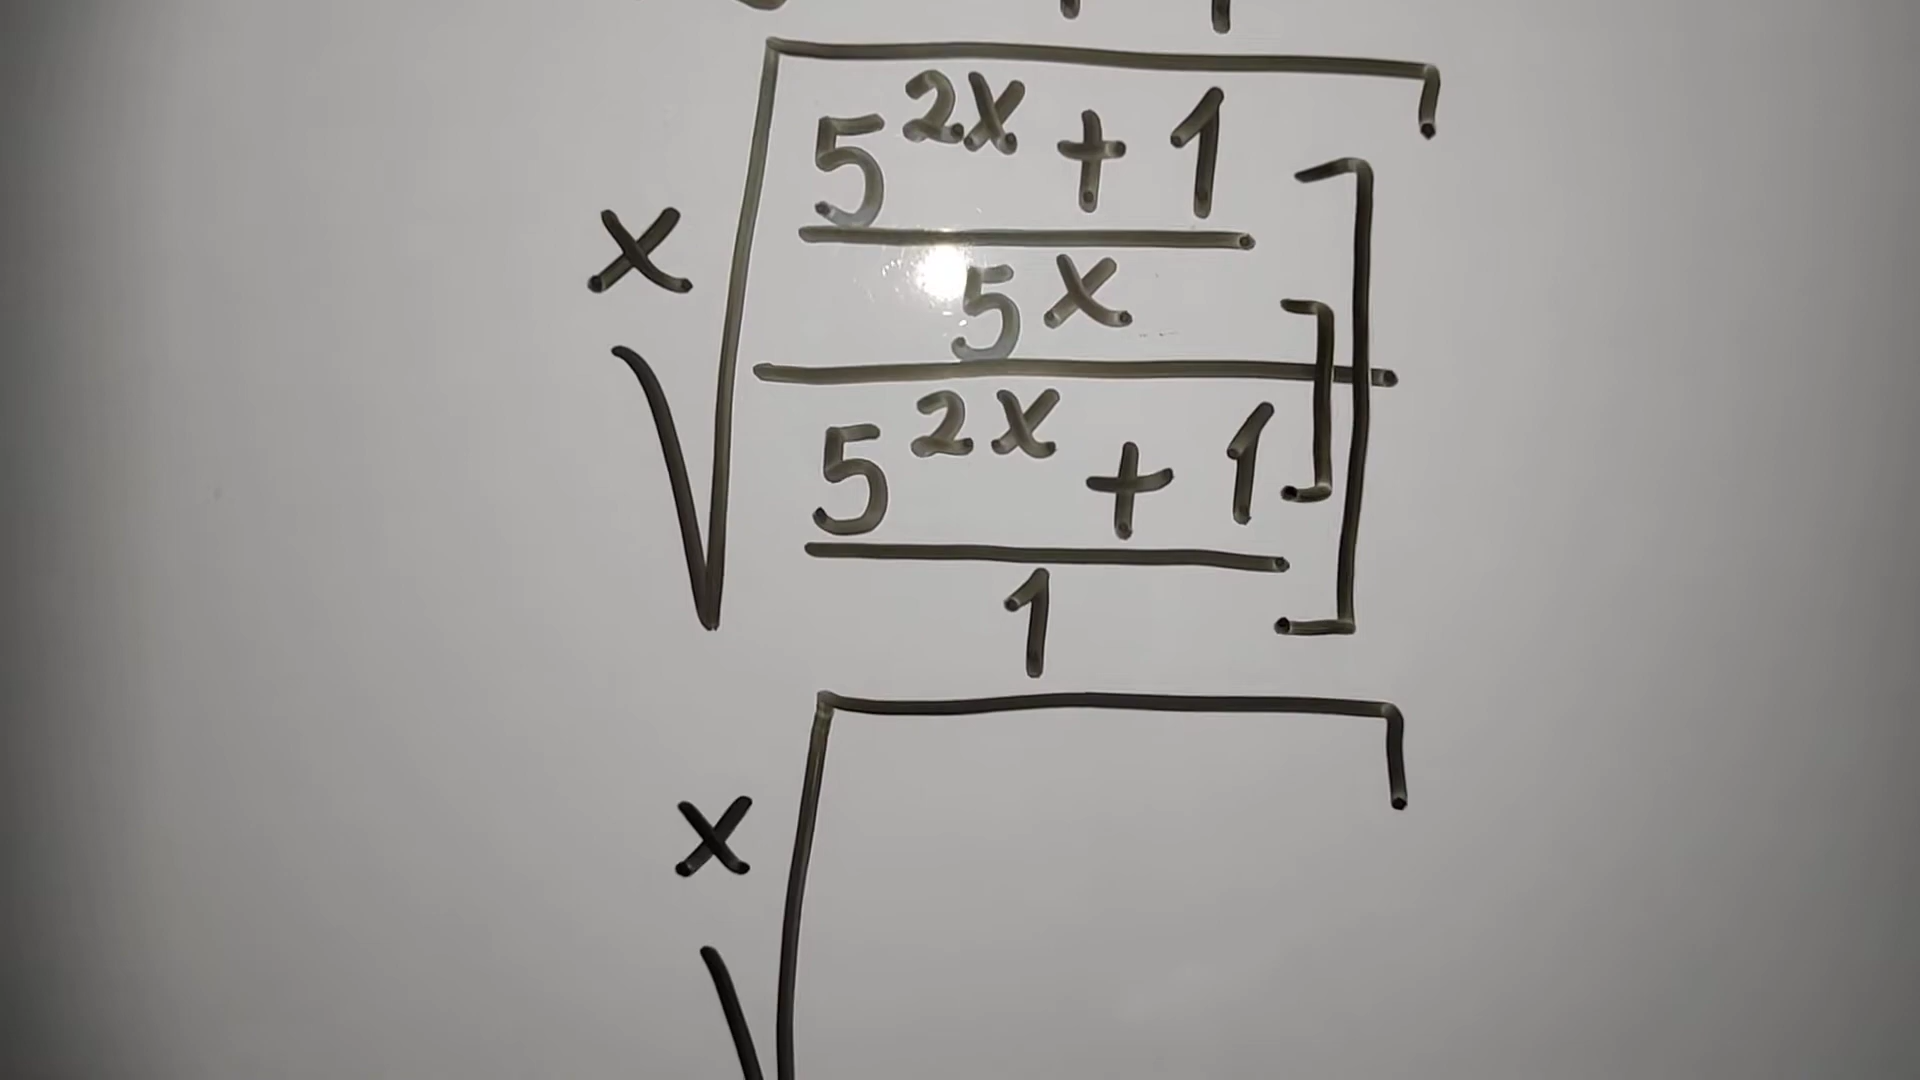 5^{2x} + 1
x √
5^x
5^{2x} + 1
1
x √